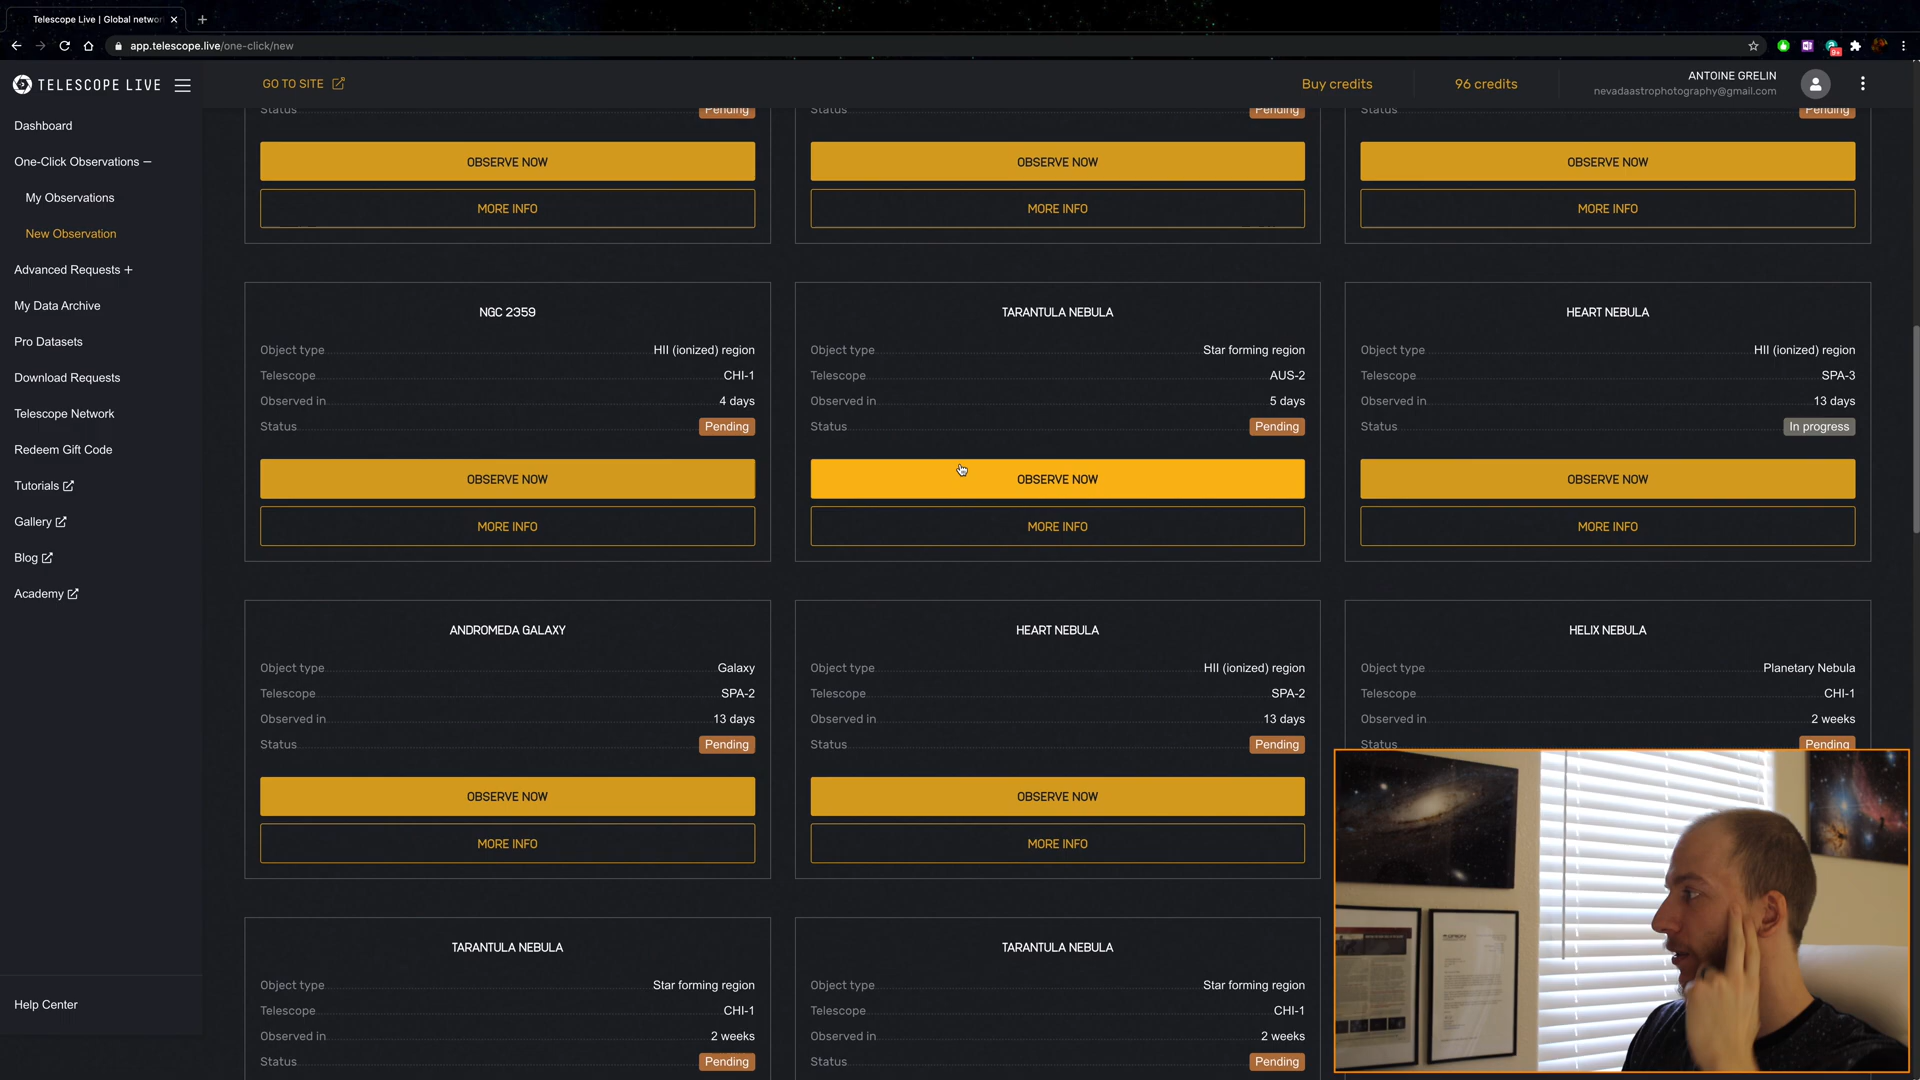 Telescope Live | Global networ
app.telescope.live/one-click/new
9+
TELESCOPE LIVE
GO TO SITE
Buy credits
96 credits
ANTOINE GRELIN
nevadaastrophotography@gmail.com
Dashboard
One-Click Observations –
My Observations
New Observation
Advanced Requests +
My Data Archive
Pro Datasets
Download Requests
Telescope Network
Redeem Gift Code
Tutorials
Gallery
Blog
Academy
Help Center
Status Pending
OBSERVE NOW
MORE INFO
Status Pending
OBSERVE NOW
MORE INFO
Status Pending
OBSERVE NOW
MORE INFO
NGC 2359
Object type HII (ionized) region
Telescope CHI-1
Observed in 4 days
Status Pending
OBSERVE NOW
MORE INFO
TARANTULA NEBULA
Object type Star forming region
Telescope AUS-2
Observed in 5 days
Status Pending
OBSERVE NOW
MORE INFO
HEART NEBULA
Object type HII (ionized) region
Telescope SPA-3
Observed in 13 days
Status In progress
OBSERVE NOW
MORE INFO
ANDROMEDA GALAXY
Object type Galaxy
Telescope SPA-2
Observed in 13 days
Status Pending
OBSERVE NOW
MORE INFO
HEART NEBULA
Object type HII (ionized) region
Telescope SPA-2
Observed in 13 days
Status Pending
OBSERVE NOW
MORE INFO
HELIX NEBULA
Object type Planetary Nebula
Telescope CHI-1
Observed in 2 weeks
Status Pending
TARANTULA NEBULA
Object type Star forming region
Telescope CHI-1
Observed in 2 weeks
Status Pending
TARANTULA NEBULA
Object type Star forming region
Telescope CHI-1
Observed in 2 weeks
Status Pending